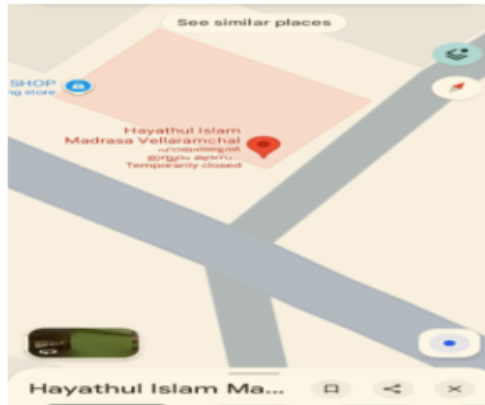 See similar places
SHOP
ng store
Hayathul Islam
Madrasa Vellaramchal
Temporarily closed
Hayathul Islam Ma...